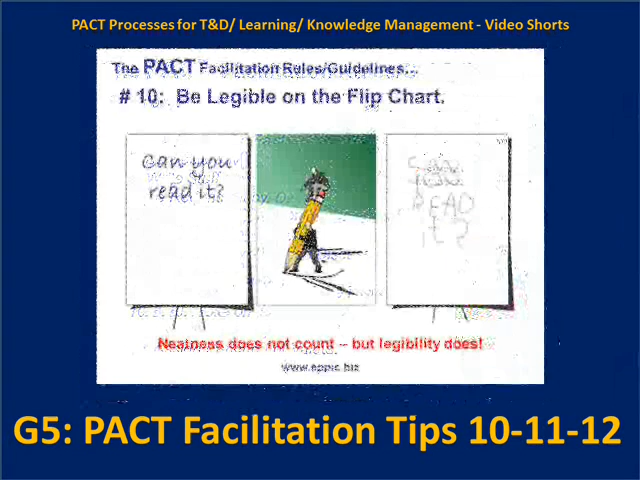 PACT Processes for T&D/ Learning/ Knowledge Management - Video Shorts
The PACT Facilitation Rules/Guidelines...
# 10: Be Legible on the Flip Chart.
Can you
read it?
READ
it?
Neatness does not count – but legibility does!
www.eppic.biz
G5: PACT Facilitation Tips 10-11-12